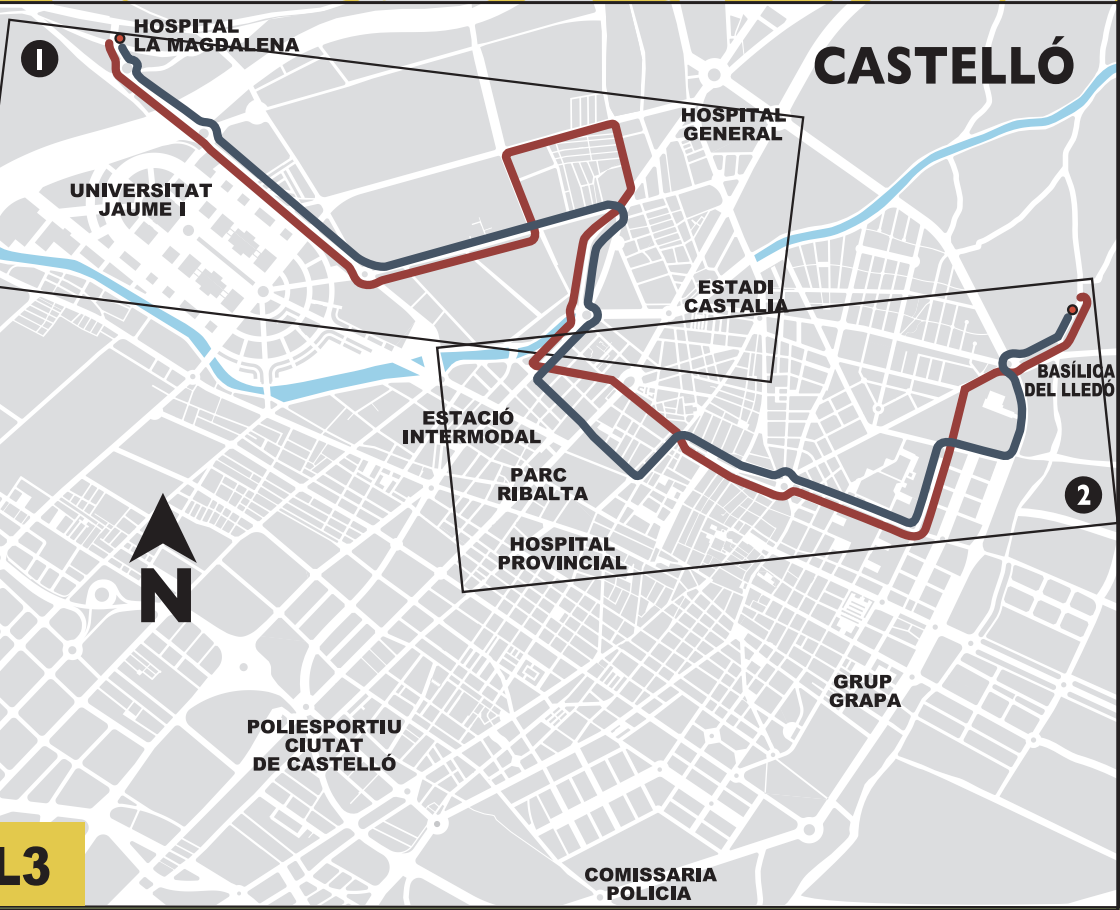 HOSPITAL
LA MAGDALENA
1
CASTELLÓ
HOSPITAL
GENERAL
UNIVERSITAT
JAUME I
ESTADI
CASTALIA
BASÍLICA
DEL LLEDÓ
ESTACIÓ
INTERMODAL
PARC
RIBALTA
2
HOSPITAL
PROVINCIAL
N
GRUP
GRAPA
POLIESPORTIU
CIUTAT
DE CASTELLÓ
L3
COMISSARIA
POLICIA